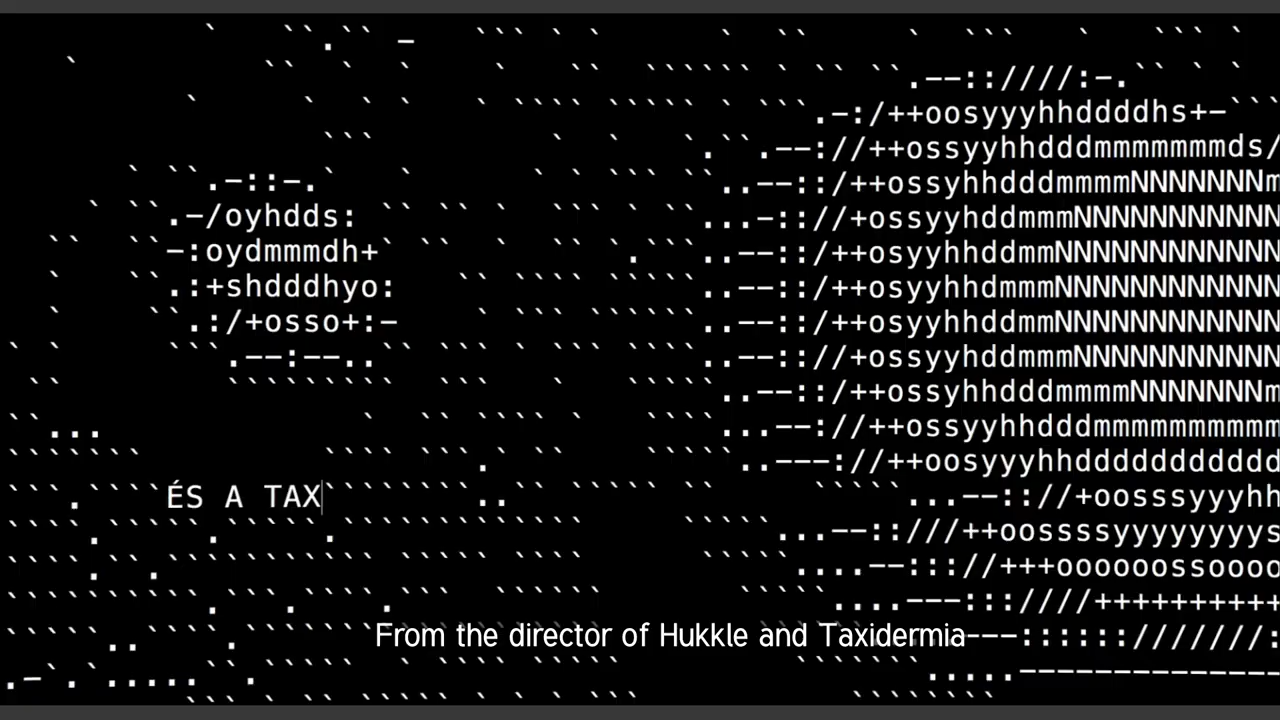 ÉS A TAX
From the director of Hukkle and Taxidermia